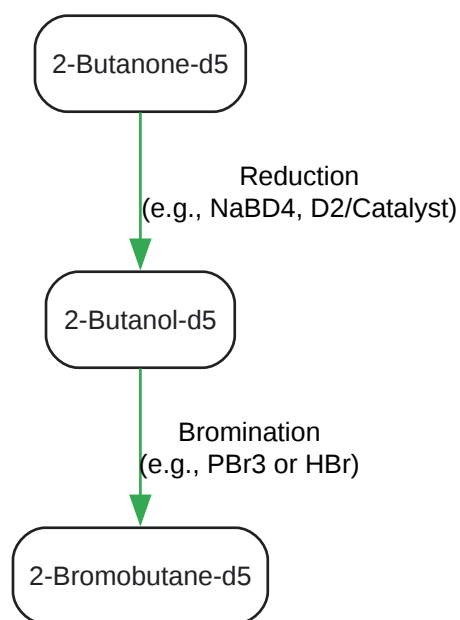 2-Butanone-d5
Reduction
(e.g., NaBD4, D2/Catalyst)
2-Butanol-d5
Bromination
(e.g., PBr3 or HBr)
2-Bromobutane-d5